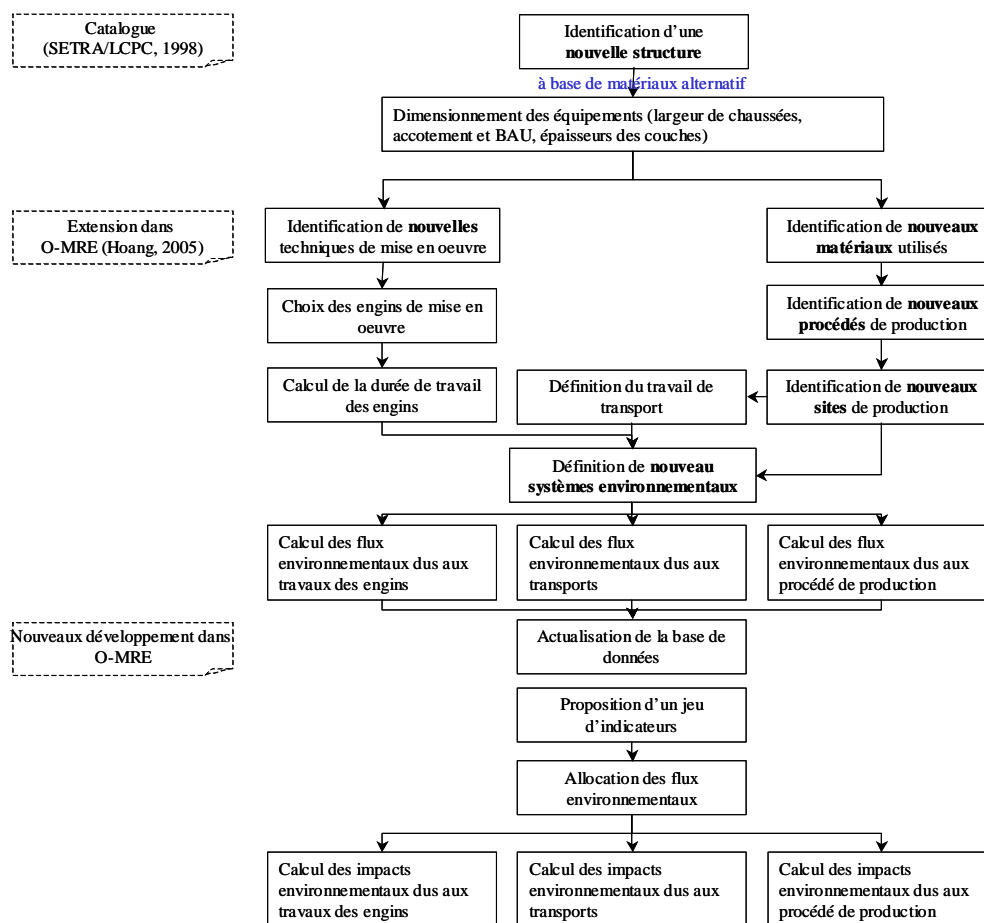 Catalogue
(SETRA/LCPC, 1998)
Identification d'une
nouvelle structure
à base de matériaux alternatif
Dimensionnement des équipements (largeur de chaussées,
accotement et BAU, épaisseurs des couches)
Extension dans
O-MRE (Hoang, 2005)
Identification de nouvelles
techniques de mise en oeuvre
Identification de nouveaux
matériaux utilisés
Choix des engins de mise en
oeuvre
Identification de nouveaux
procédés de production
Calcul de la durée de travail
des engins
Définition du travail de
transport
Identification de nouveaux
sites de production
Définition de nouveau
systèmes environnementaux
Calcul des flux
environnementaux dus aux
travaux des engins
Calcul des flux
environnementaux dus aux
transports
Calcul des flux
environnementaux dus aux
procédé de production
Nouveaux développement dans
O-MRE
Actualisation de la base de
données
Proposition d'un jeu
d'indicateurs
Allocation des flux
environnementaux
Calcul des impacts
environnementaux dus aux
travaux des engins
Calcul des impacts
environnementaux dus aux
transports
Calcul des impacts
environnementaux dus aux
procédé de production